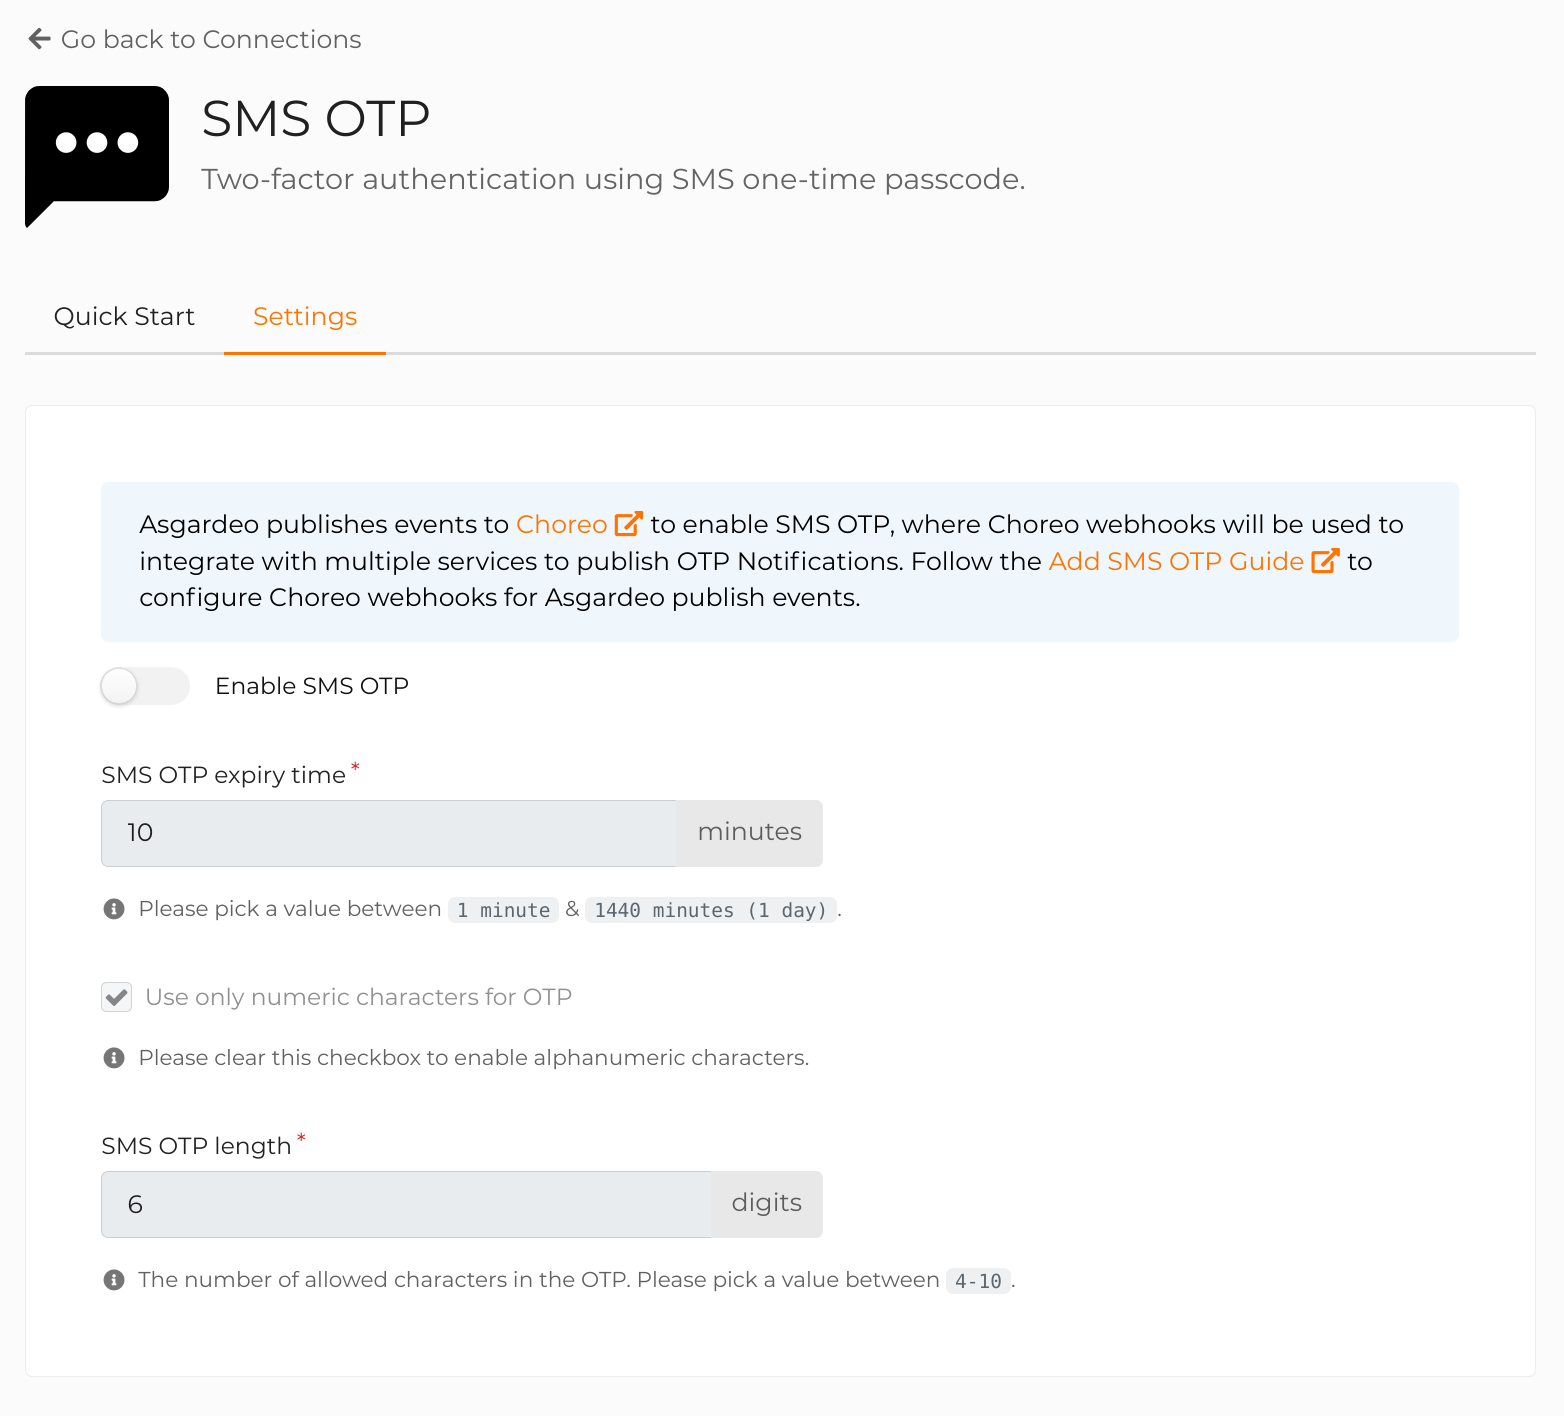 Go back to Connections
SMS OTP
Two-factor authentication using SMS one-time passcode.
Quick Start
Settings
Asgardeo publishes events to Choreo to enable SMS OTP, where Choreo webhooks will be used to
integrate with multiple services to publish OTP Notifications. Follow the Add SMS OTP Guide to
configure Choreo webhooks for Asgardeo publish events.
Enable SMS OTP
SMS OTP expiry time *
10 minutes
Please pick a value between 1 minute & 1440 minutes (1 day).
Use only numeric characters for OTP
Please clear this checkbox to enable alphanumeric characters.
SMS OTP length *
6 digits
The number of allowed characters in the OTP. Please pick a value between 4-10.